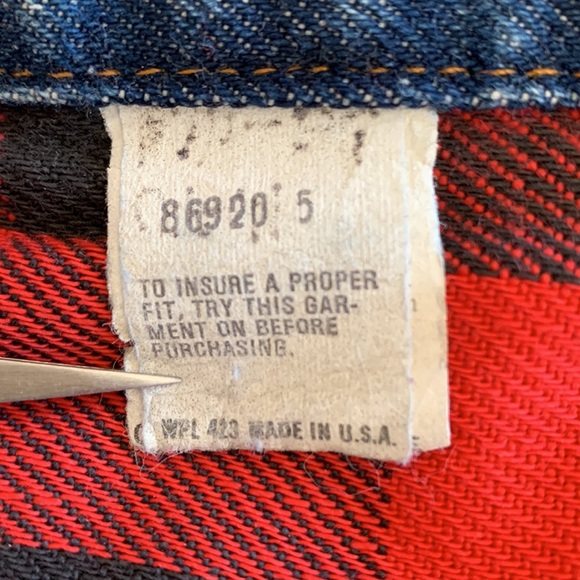 86920 5
TO INSURE A PROPER
FIT, TRY THIS GAR-
MENT ON BEFORE
PURCHASING.
WPL 423 MADE IN U.S.A.